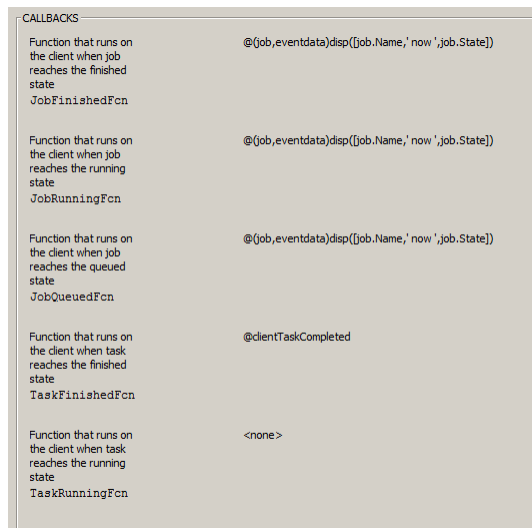 CALLBACKS
Function that runs on
the client when job
reaches the finished
state
JobFinishedFcn
@(job,eventdata)disp([job.Name,' now ',job.State])
Function that runs on
the client when job
reaches the running
state
JobRunningFcn
@(job,eventdata)disp([job.Name,' now ',job.State])
Function that runs on
the client when job
reaches the queued
state
JobQueuedFcn
@(job,eventdata)disp([job.Name,' now ',job.State])
Function that runs on
the client when task
reaches the finished
state
TaskFinishedFcn
@clientTaskCompleted
Function that runs on
the client when task
reaches the running
state
TaskRunningFcn
<none>